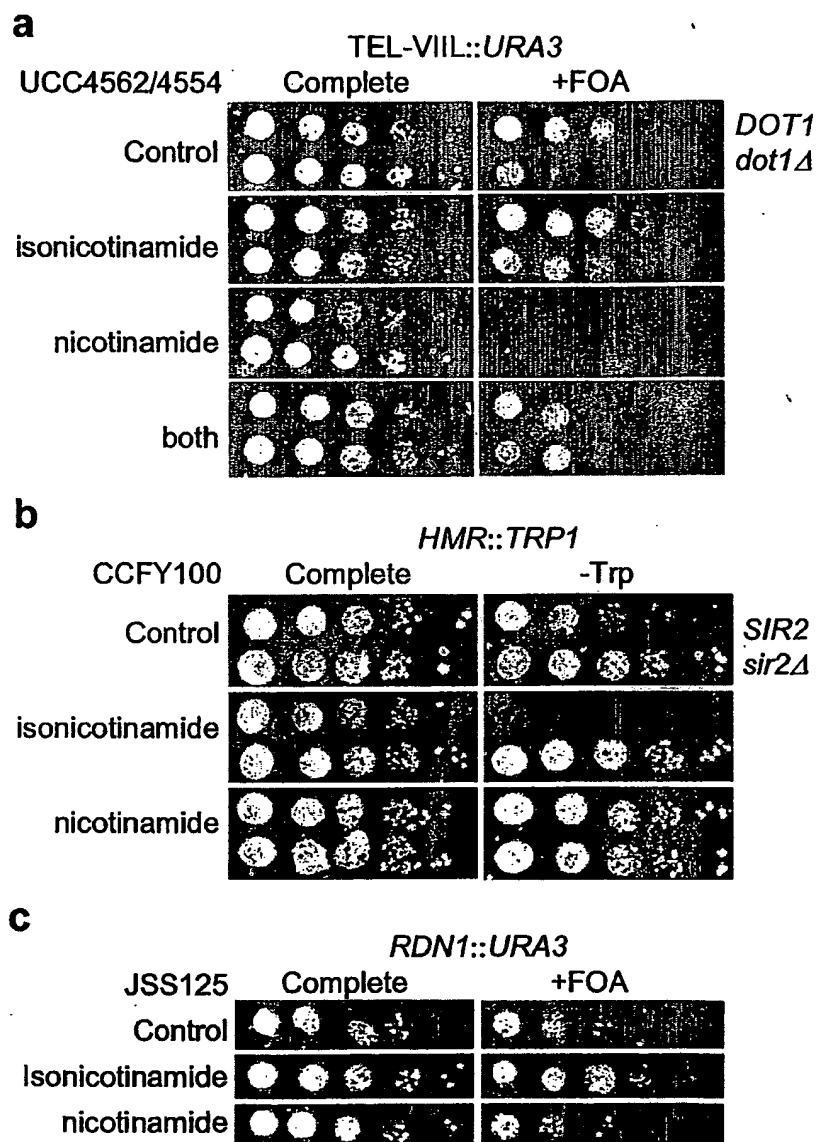 a
TEL-VIIL::URA3
UCC4562/4554 Complete +FOA
Control DOT1
dot1Δ
isonicotinamide
nicotinamide
both
b
HMR::TRP1
CCFY100 Complete -Trp
Control SIR2
sir2Δ
isonicotinamide
nicotinamide
c
RDN1::URA3
JSS125 Complete +FOA
Control
Isonicotinamide
nicotinamide